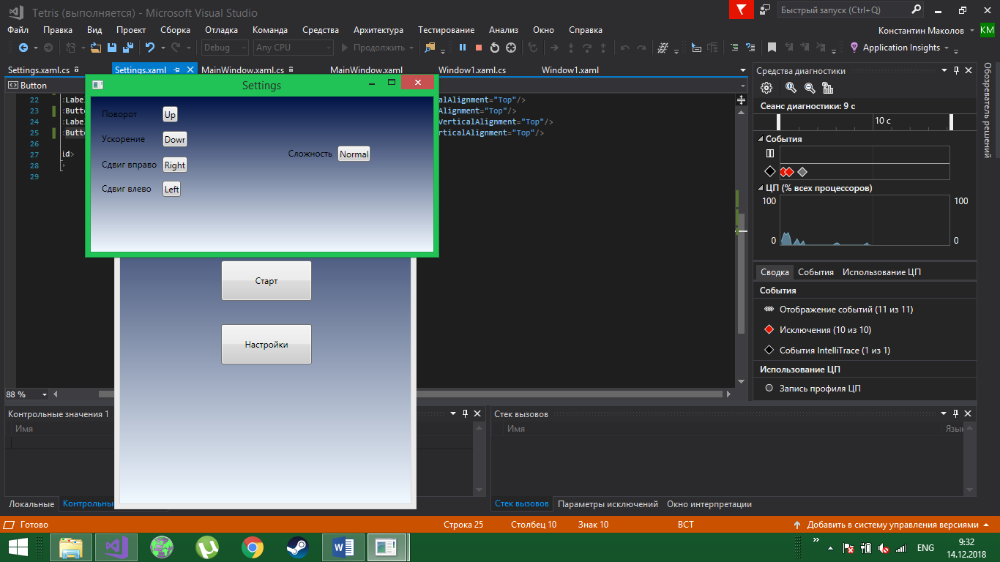 Tetris (выполняется) - Microsoft Visual Studio
Быстрый запуск (Ctrl+Q)
Файл Правка Вид Проект Сборка Отладка Команда Средства Архитектура Тестирование Анализ Окно Справка
Константин Маколов KM
Debug Any CPU Продолжить Application Insights
Settings.xaml.cs Settings.xaml MainWindow.xaml.cs MainWindow.xaml Window1.xaml.cs Window1.xaml
Button
Settings
22 :Label alAlignment="Top"/>
23 :Butto Alignment="Top"/>
24 :Label VerticalAlignment="Top"/>
25 :Butto erticalAlignment="Top"/>
26
27 id>
28 >
29
Поворот Up
Ускорение Down
Сдвиг вправо Right
Сдвиг влево Left
Сложность Normal
Старт
Настройки
88 %
Средства диагностики
Сеанс диагностики: 9 с
10 с
События
ЦП (% всех процессоров)
100 100
0 0
Сводка События Использование ЦП
События
Отображение событий (11 из 11)
Исключения (10 из 10)
События IntelliTrace (1 из 1)
Использование ЦП
Запись профиля ЦП
Обозреватель решений
Контрольные значения 1
Имя
Локальные Контрольны
Стек вызовов
Имя Язык
Стек вызовов Параметры исключений Окно интерпретации
Готово Строка 25 Столбец 10 Знак 10 ВСТ Добавить в систему управления версиями
ENG
9:32
14.12.2018